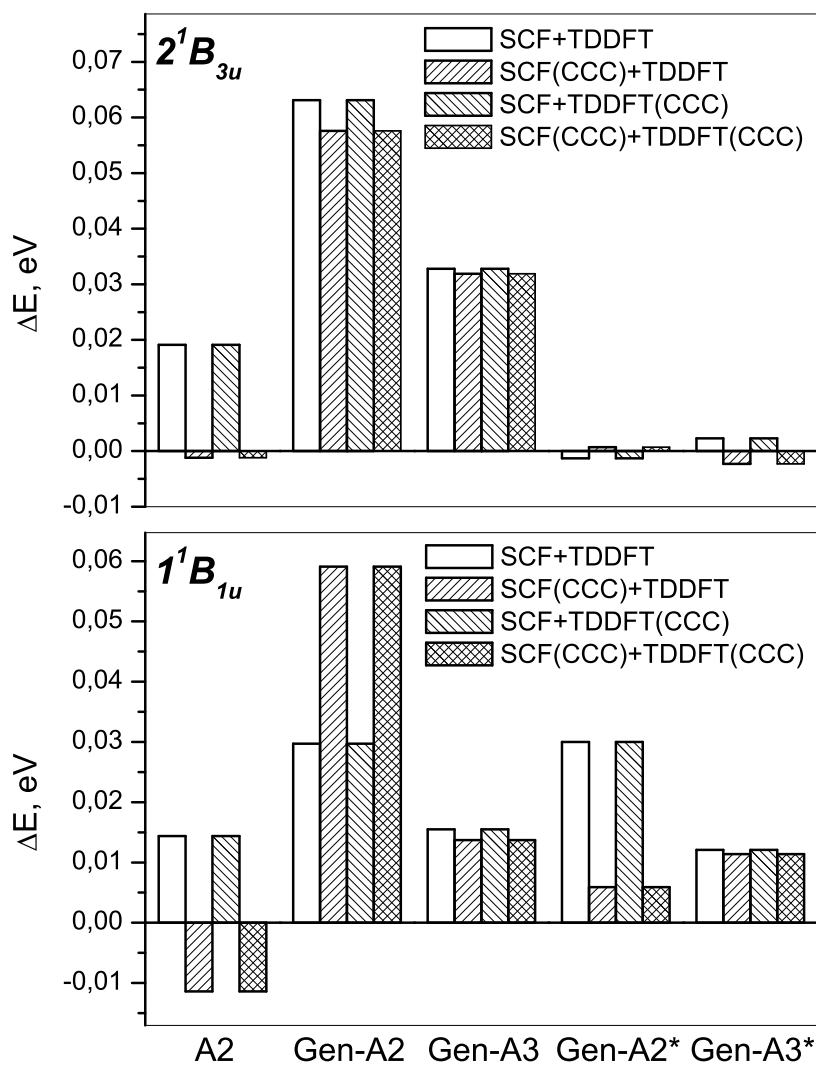 2¹B₃ᵤ
SCF+TDDFT
SCF(CCC)+TDDFT
SCF+TDDFT(CCC)
SCF(CCC)+TDDFT(CCC)
0,07
0,06
0,05
0,04
0,03
0,02
0,01
0,00
-0,01
ΔE, eV
1¹B₁ᵤ
SCF+TDDFT
SCF(CCC)+TDDFT
SCF+TDDFT(CCC)
SCF(CCC)+TDDFT(CCC)
0,06
0,05
0,04
0,03
0,02
0,01
0,00
-0,01
ΔE, eV
A2 Gen-A2 Gen-A3 Gen-A2* Gen-A3*